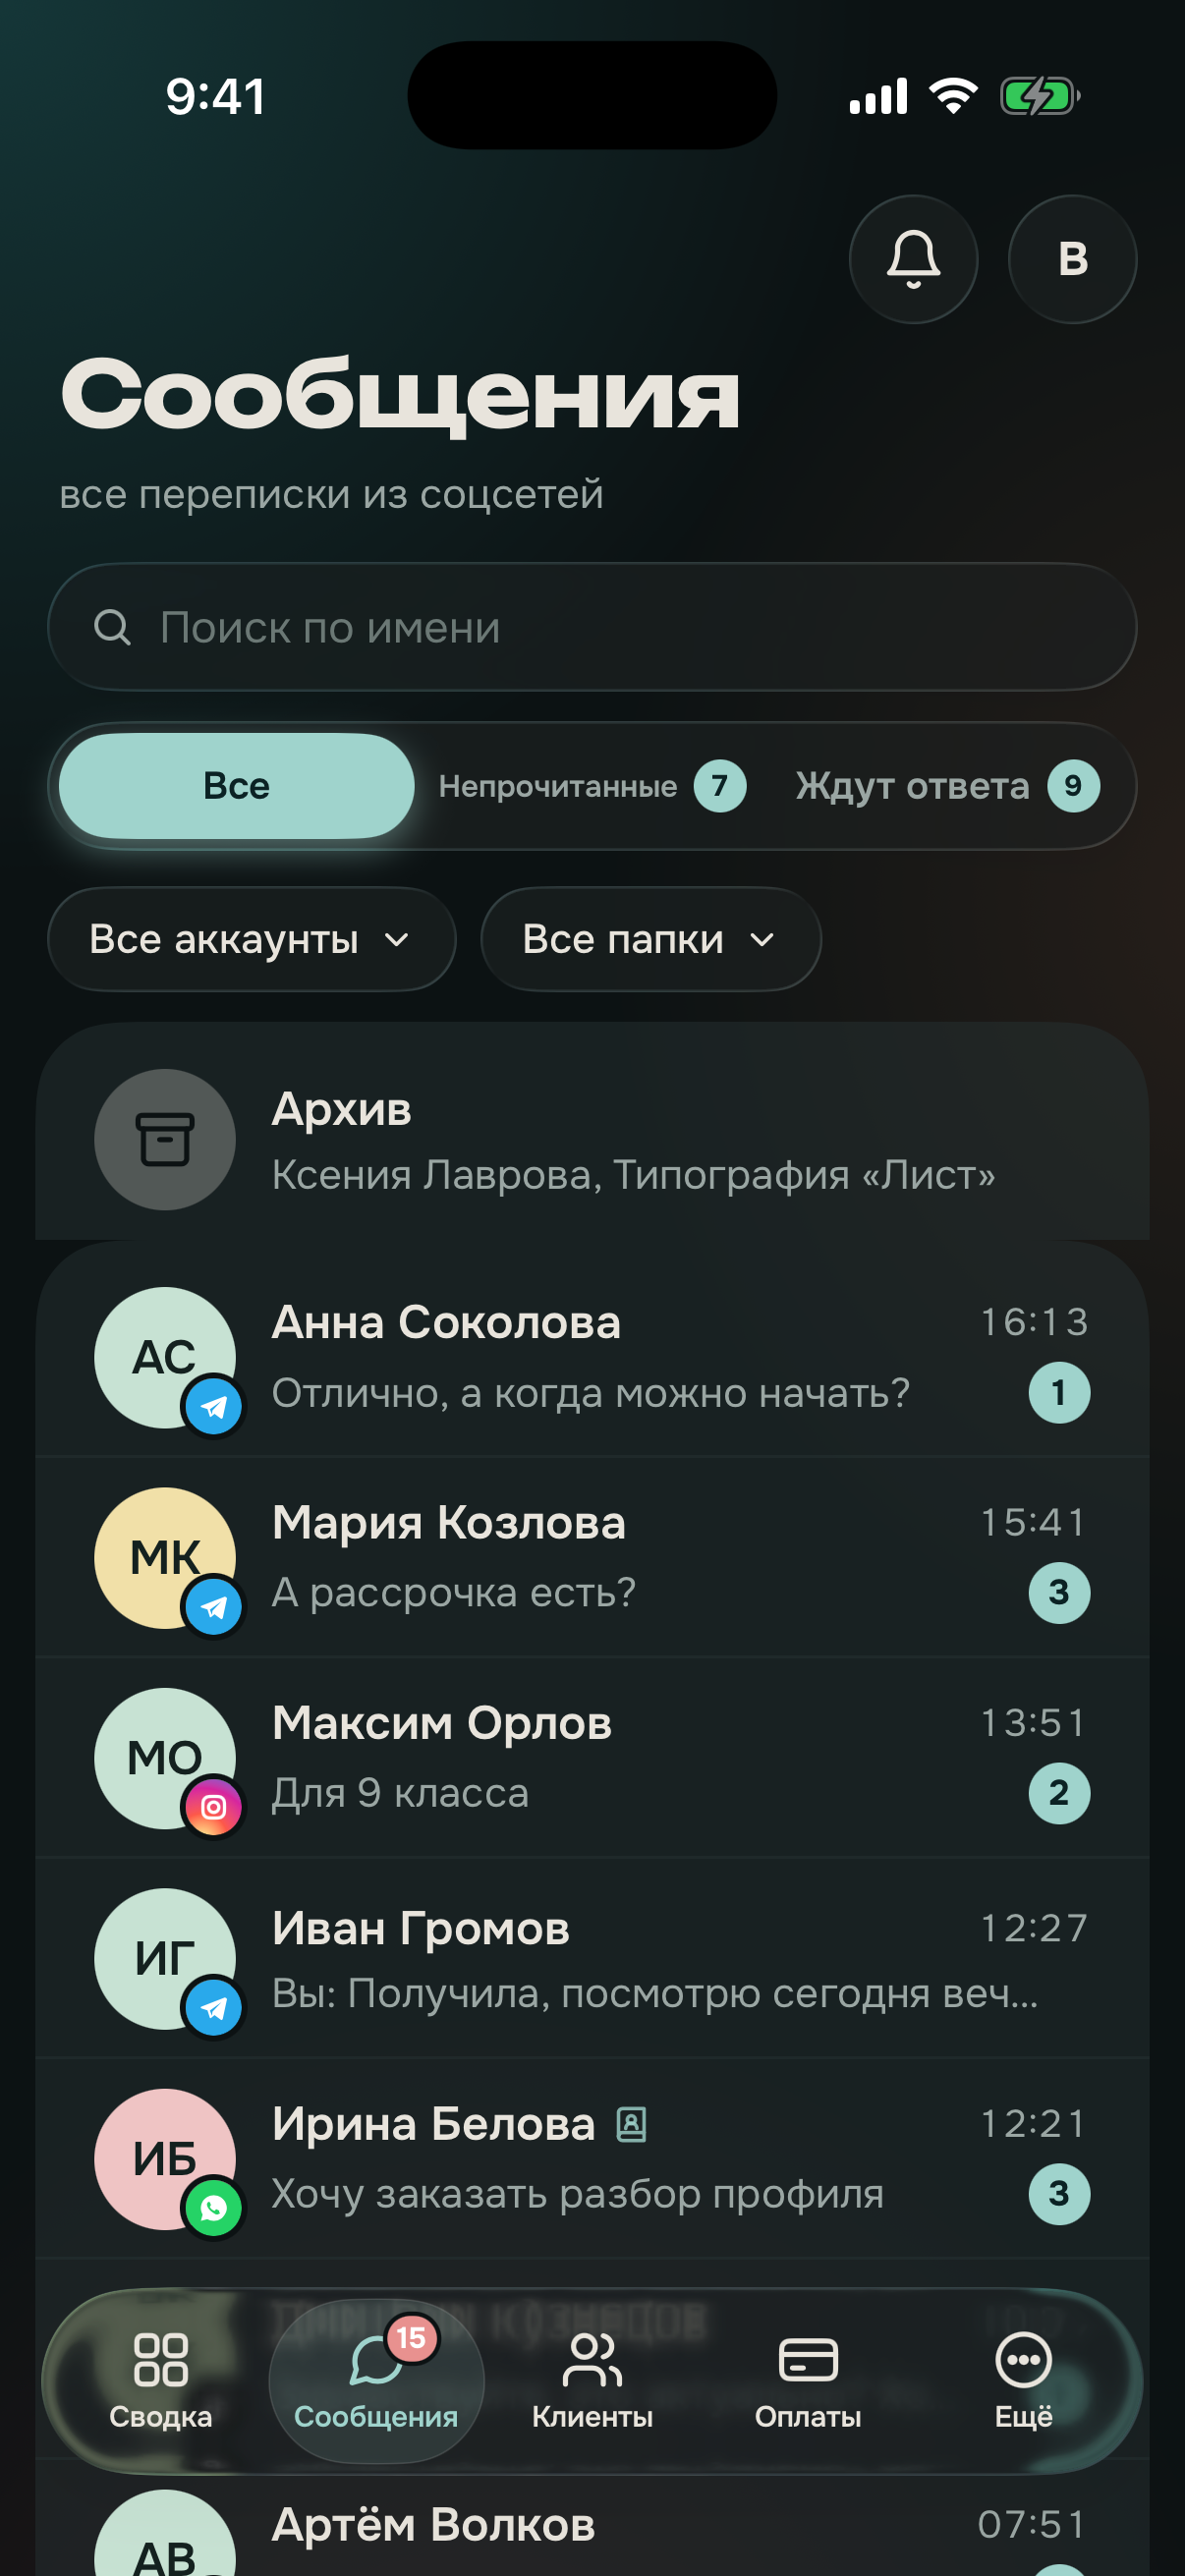 9:41
В
Сообщения
все переписки из соцсетей
Поиск по имени
Все Непрочитанные 7 Ждут ответа 9
Все аккаунты Все папки
Архив
Ксения Лаврова, Типография «Лист»
АС Анна Соколова 16:13
Отлично, а когда можно начать? 1
МК Мария Козлова 15:41
А рассрочка есть? 3
МО Максим Орлов 13:51
Для 9 класса 2
ИГ Иван Громов 12:27
Вы: Получила, посмотрю сегодня веч...
ИБ Ирина Белова 12:21
Хочу заказать разбор профиля 3
15
Сводка Сообщения Клиенты Оплаты Ещё
АВ Артём Волков 07:51